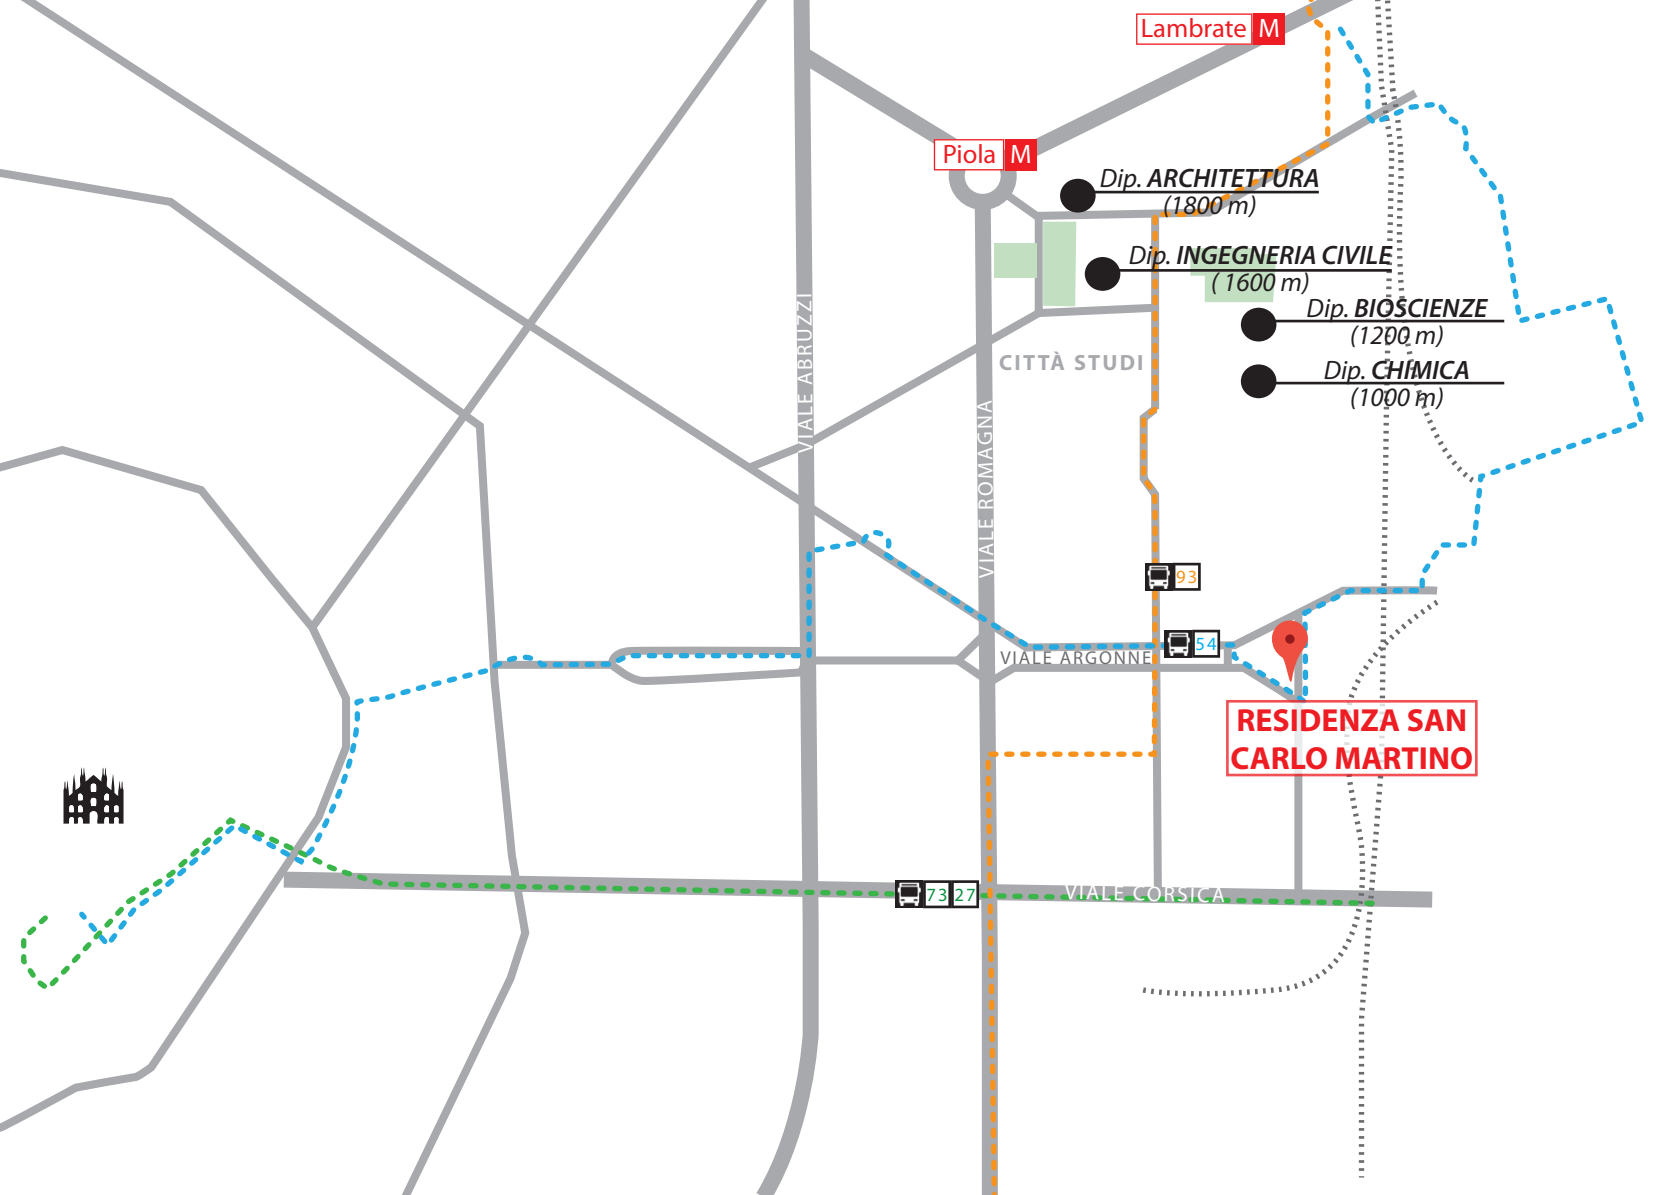 Lambrate M
Piola M
Dip. ARCHITETTURA
(1800 m)
Dip. INGEGNERIA CIVILE
( 1600 m)
Dip. BIOSCIENZE
(1200 m)
Dip. CHIMICA
(1000 m)
CITTÀ STUDI
VIALE ABRUZZI
VIALE ROMAGNA
93
54
VIALE ARGONNE
RESIDENZA SAN
CARLO MARTINO
73 27
VIALE CORSICA